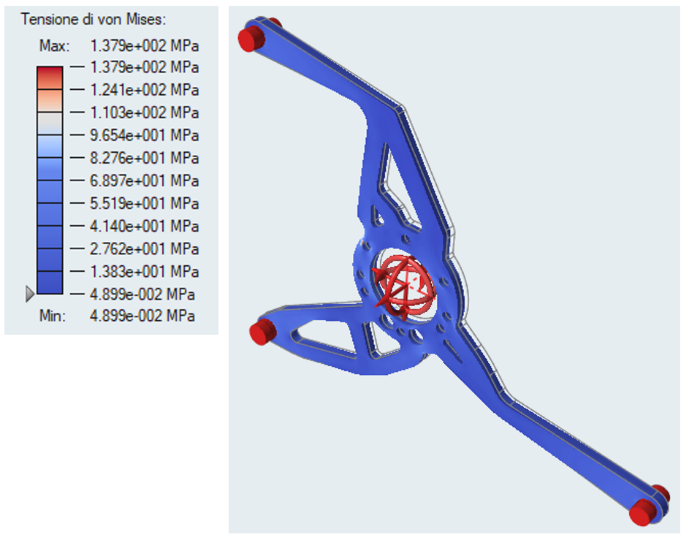 Tensione di von Mises:
Max: 1.379e+002 MPa
1.379e+002 MPa
1.241e+002 MPa
1.103e+002 MPa
9.654e+001 MPa
8.276e+001 MPa
6.897e+001 MPa
5.519e+001 MPa
4.140e+001 MPa
2.762e+001 MPa
1.383e+001 MPa
4.899e-002 MPa
Min: 4.899e-002 MPa